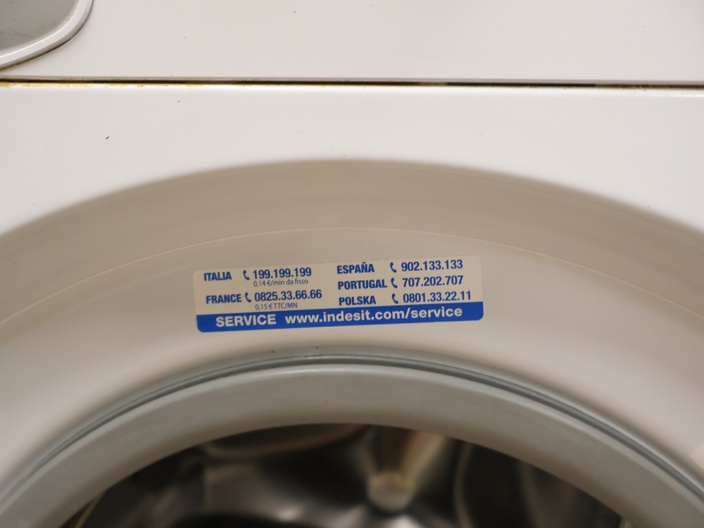 ITALIA 199.199.199
0,14 €/min da fisso
FRANCE 0825.33.66.66
0,15 € TTC/MN
ESPAÑA 902.133.133
PORTUGAL 707.202.707
POLSKA 0801.33.22.11
SERVICE www.indesit.com/service